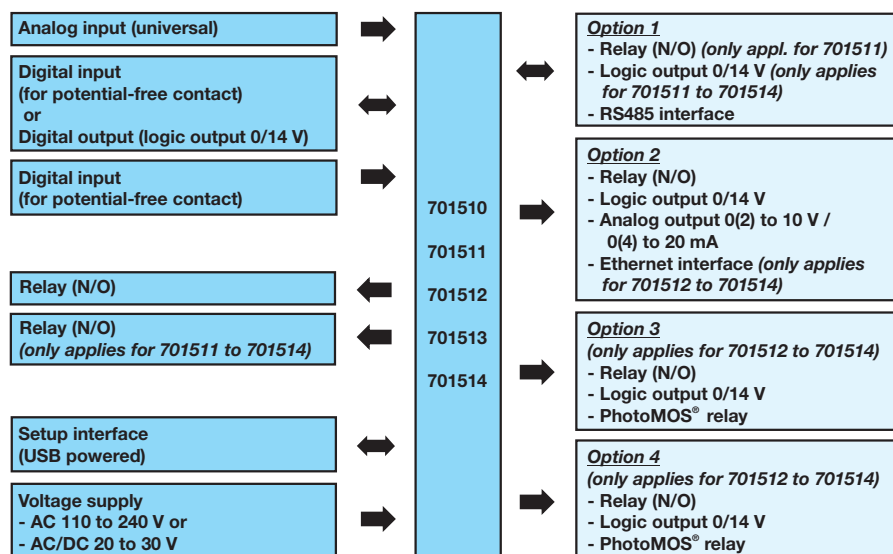 Analog input (universal)
Digital input
(for potential-free contact)
or
Digital output (logic output 0/14 V)
Digital input
(for potential-free contact)
Relay (N/O)
Relay (N/O)
(only applies for 701511 to 701514)
Setup interface
(USB powered)
Voltage supply
- AC 110 to 240 V or
- AC/DC 20 to 30 V
701510
701511
701512
701513
701514
Option 1
- Relay (N/O) (only appl. for 701511)
- Logic output 0/14 V (only applies
for 701511 to 701514)
- RS485 interface
Option 2
- Relay (N/O)
- Logic output 0/14 V
- Analog output 0(2) to 10 V /
0(4) to 20 mA
- Ethernet interface (only applies
for 701512 to 701514)
Option 3
(only applies for 701512 to 701514)
- Relay (N/O)
- Logic output 0/14 V
- PhotoMOS® relay
Option 4
(only applies for 701512 to 701514)
- Relay (N/O)
- Logic output 0/14 V
- PhotoMOS® relay